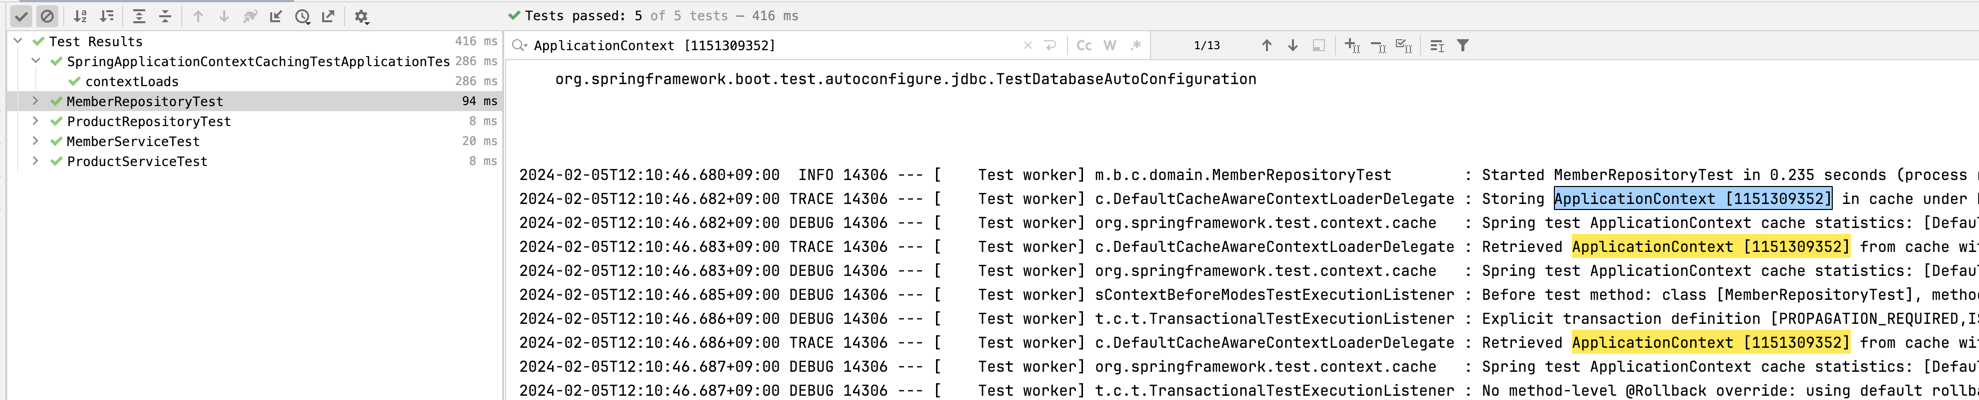 Tests passed: 5 of 5 tests – 416 ms
Test Results 416 ms
SpringApplicationContextCachingTestApplicationTes 286 ms
contextLoads 286 ms
MemberRepositoryTest 94 ms
ProductRepositoryTest 8 ms
MemberServiceTest 20 ms
ProductServiceTest 8 ms
ApplicationContext [1151309352] × Cc W .* 1/13
org.springframework.boot.test.autoconfigure.jdbc.TestDatabaseAutoConfiguration
2024-02-05T12:10:46.680+09:00  INFO 14306 --- [    Test worker] m.b.c.domain.MemberRepositoryTest        : Started MemberRepositoryTest in 0.235 seconds (process
2024-02-05T12:10:46.682+09:00 TRACE 14306 --- [    Test worker] c.DefaultCacheAwareContextLoaderDelegate : Storing ApplicationContext [1151309352] in cache under
2024-02-05T12:10:46.682+09:00 DEBUG 14306 --- [    Test worker] org.springframework.test.context.cache   : Spring test ApplicationContext cache statistics: [Defau
2024-02-05T12:10:46.683+09:00 TRACE 14306 --- [    Test worker] c.DefaultCacheAwareContextLoaderDelegate : Retrieved ApplicationContext [1151309352] from cache wi
2024-02-05T12:10:46.683+09:00 DEBUG 14306 --- [    Test worker] org.springframework.test.context.cache   : Spring test ApplicationContext cache statistics: [Defau
2024-02-05T12:10:46.685+09:00 DEBUG 14306 --- [    Test worker] sContextBeforeModesTestExecutionListener : Before test method: class [MemberRepositoryTest], metho
2024-02-05T12:10:46.686+09:00 DEBUG 14306 --- [    Test worker] t.c.t.TransactionalTestExecutionListener : Explicit transaction definition [PROPAGATION_REQUIRED,IS
2024-02-05T12:10:46.686+09:00 TRACE 14306 --- [    Test worker] c.DefaultCacheAwareContextLoaderDelegate : Retrieved ApplicationContext [1151309352] from cache wi
2024-02-05T12:10:46.687+09:00 DEBUG 14306 --- [    Test worker] org.springframework.test.context.cache   : Spring test ApplicationContext cache statistics: [Defau
2024-02-05T12:10:46.687+09:00 DEBUG 14306 --- [    Test worker] t.c.t.TransactionalTestExecutionListener : No method-level @Rollback override: using default rollb